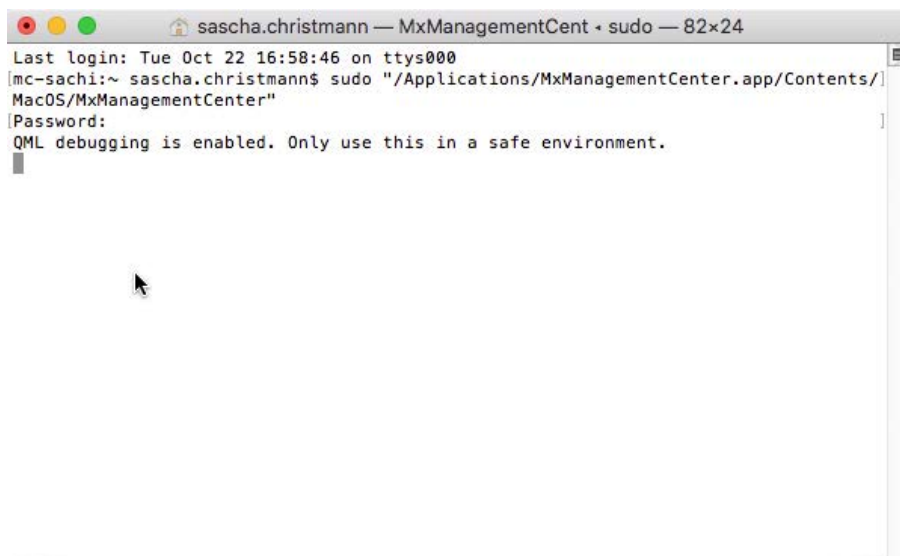 sascha.christmann — MxManagementCent ◂ sudo — 82×24
Last login: Tue Oct 22 16:58:46 on ttys000
[mc-sachi:~ sascha.christmann$ sudo "/Applications/MxManagementCenter.app/Contents/]
MacOS/MxManagementCenter"
[Password: ]
QML debugging is enabled. Only use this in a safe environment.